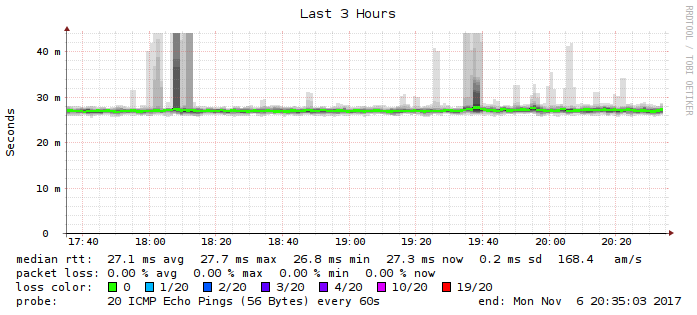 Last 3 Hours
RRDTOOL / TOBI OETIKER
Seconds
40 m
30 m
20 m
10 m
0
17:40 18:00 18:20 18:40 19:00 19:20 19:40 20:00 20:20
median rtt: 27.1 ms avg 27.7 ms max 26.8 ms min 27.3 ms now 0.2 ms sd 168.4 am/s
packet loss: 0.00 % avg 0.00 % max 0.00 % min 0.00 % now
loss color: 0 1/20 2/20 3/20 4/20 10/20 19/20
probe: 20 ICMP Echo Pings (56 Bytes) every 60s end: Mon Nov 6 20:35:03 2017